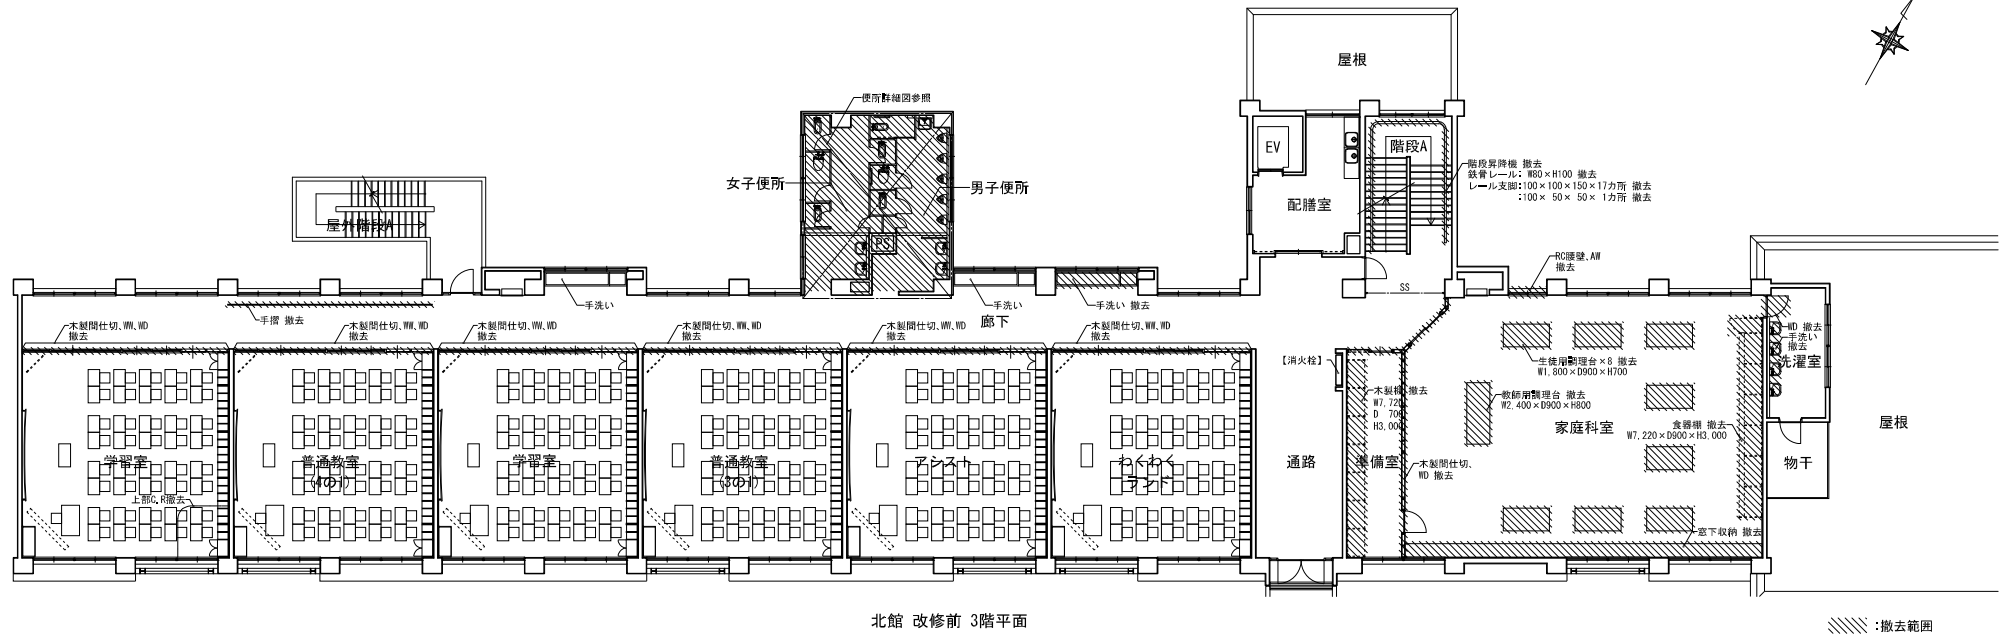 屋根
便所詳細図参照
EV
階段A
階段昇降機 撤去
鉄骨レール: W80×H100 撤去
レール支脚:100×100×150×17カ所 撤去
:100× 50× 50× 1カ所 撤去
女子便所
男子便所
配膳室
屋外階段A
PS
RC腰壁、AW
撤去
手洗い
手洗い
手洗い 撤去
SS
手摺 撤去
廊下
木製間仕切、WW、WD
撤去
木製間仕切、WW、WD
撤去
木製間仕切、WW、WD
撤去
木製間仕切、WW、WD
撤去
木製間仕切、WW、WD
撤去
木製間仕切、WW、WD
撤去
WD 撤去
手洗い
撤去
洗濯室
【消火栓】
生徒用調理台×8 撤去
W1,800×D900×H700
木製棚 撤去
W7,720
D 700
H3,000
教師用調理台 撤去
W2,400×D900×H800
食器棚 撤去
W7,220×D900×H3,000
家庭科室
屋根
学習室
普通教室
(4の1)
学習室
普通教室
(3の1)
アシスト
わくわく
ランド
通路
準備室
木製間仕切、
WD 撤去
物干
上部C.R撤去
窓下収納 撤去
北館 改修前 3階平面
:撤去範囲